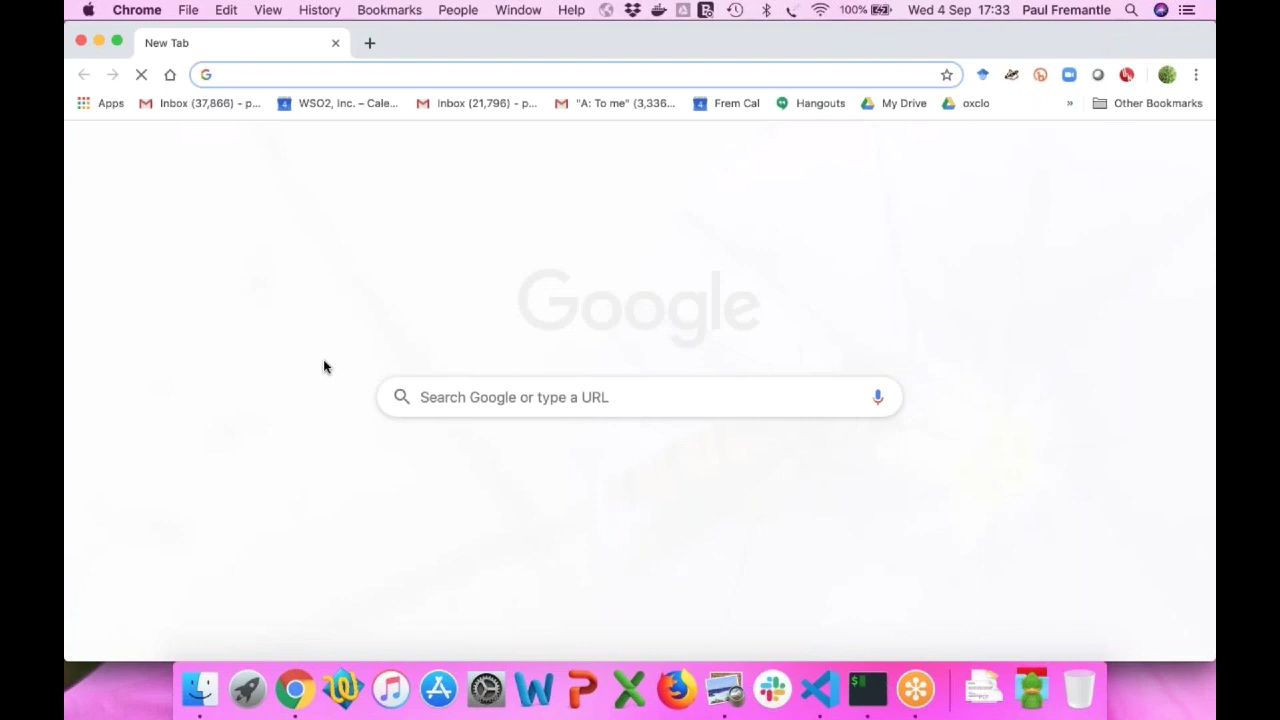 Chrome File Edit View History Bookmarks People Window Help 100% Wed 4 Sep 17:33 Paul Fremantle
New Tab
Apps Inbox (37,866) - p... WSO2, Inc. – Cale... Inbox (21,796) - p... "A: To me" (3,336... Frem Cal Hangouts My Drive oxclo » Other Bookmarks
Google
Search Google or type a URL